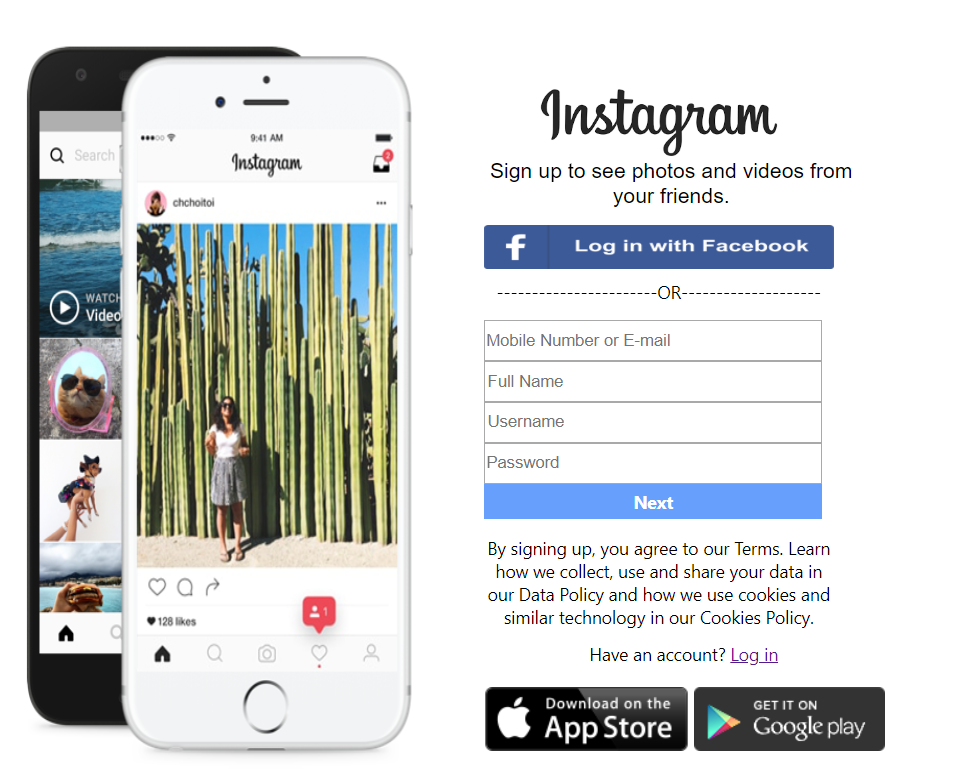 Search
WATCH
Video
9:41 AM
Instagram
2
chchoitoi
1
128 likes
Instagram
Sign up to see photos and videos from
your friends.
f Log in with Facebook
-----------------------OR--------------------
Mobile Number or E-mail
Full Name
Username
Password
Next
By signing up, you agree to our Terms. Learn
how we collect, use and share your data in
our Data Policy and how we use cookies and
similar technology in our Cookies Policy.
Have an account? Log in
Download on the
App Store
GET IT ON
Google play